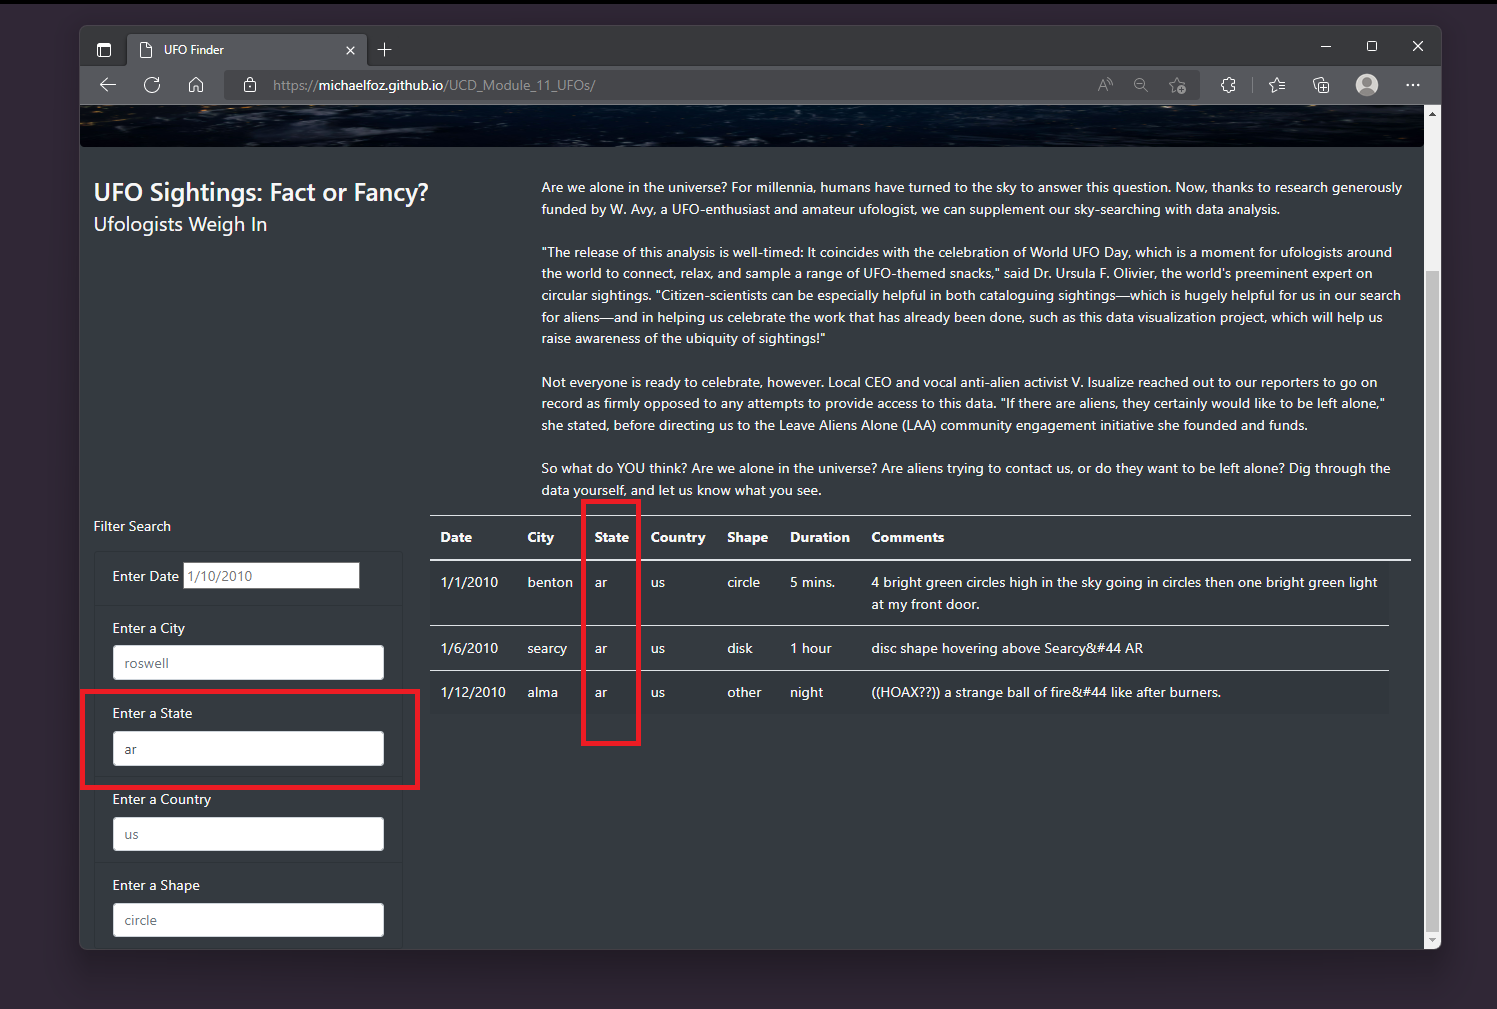 UFO Finder
https://michaelfoz.github.io/UCD_Module_11_UFOs/
UFO Sightings: Fact or Fancy?
Ufologists Weigh In
Are we alone in the universe? For millennia, humans have turned to the sky to answer this question. Now, thanks to research generously
funded by W. Avy, a UFO-enthusiast and amateur ufologist, we can supplement our sky-searching with data analysis.
"The release of this analysis is well-timed: It coincides with the celebration of World UFO Day, which is a moment for ufologists around
the world to connect, relax, and sample a range of UFO-themed snacks," said Dr. Ursula F. Olivier, the world's preeminent expert on
circular sightings. "Citizen-scientists can be especially helpful in both cataloguing sightings—which is hugely helpful for us in our search
for aliens—and in helping us celebrate the work that has already been done, such as this data visualization project, which will help us
raise awareness of the ubiquity of sightings!"
Not everyone is ready to celebrate, however. Local CEO and vocal anti-alien activist V. Isualize reached out to our reporters to go on
record as firmly opposed to any attempts to provide access to this data. "If there are aliens, they certainly would like to be left alone,"
she stated, before directing us to the Leave Aliens Alone (LAA) community engagement initiative she founded and funds.
So what do YOU think? Are we alone in the universe? Are aliens trying to contact us, or do they want to be left alone? Dig through the
data yourself, and let us know what you see.
Filter Search
Enter Date 1/10/2010
Enter a City
roswell
Enter a State
ar
Enter a Country
us
Enter a Shape
circle
Date City State Country Shape Duration Comments
1/1/2010 benton ar us circle 5 mins. 4 bright green circles high in the sky going in circles then one bright green light
at my front door.
1/6/2010 searcy ar us disk 1 hour disc shape hovering above Searcy&#44 AR
1/12/2010 alma ar us other night ((HOAX??)) a strange ball of fire&#44 like after burners.